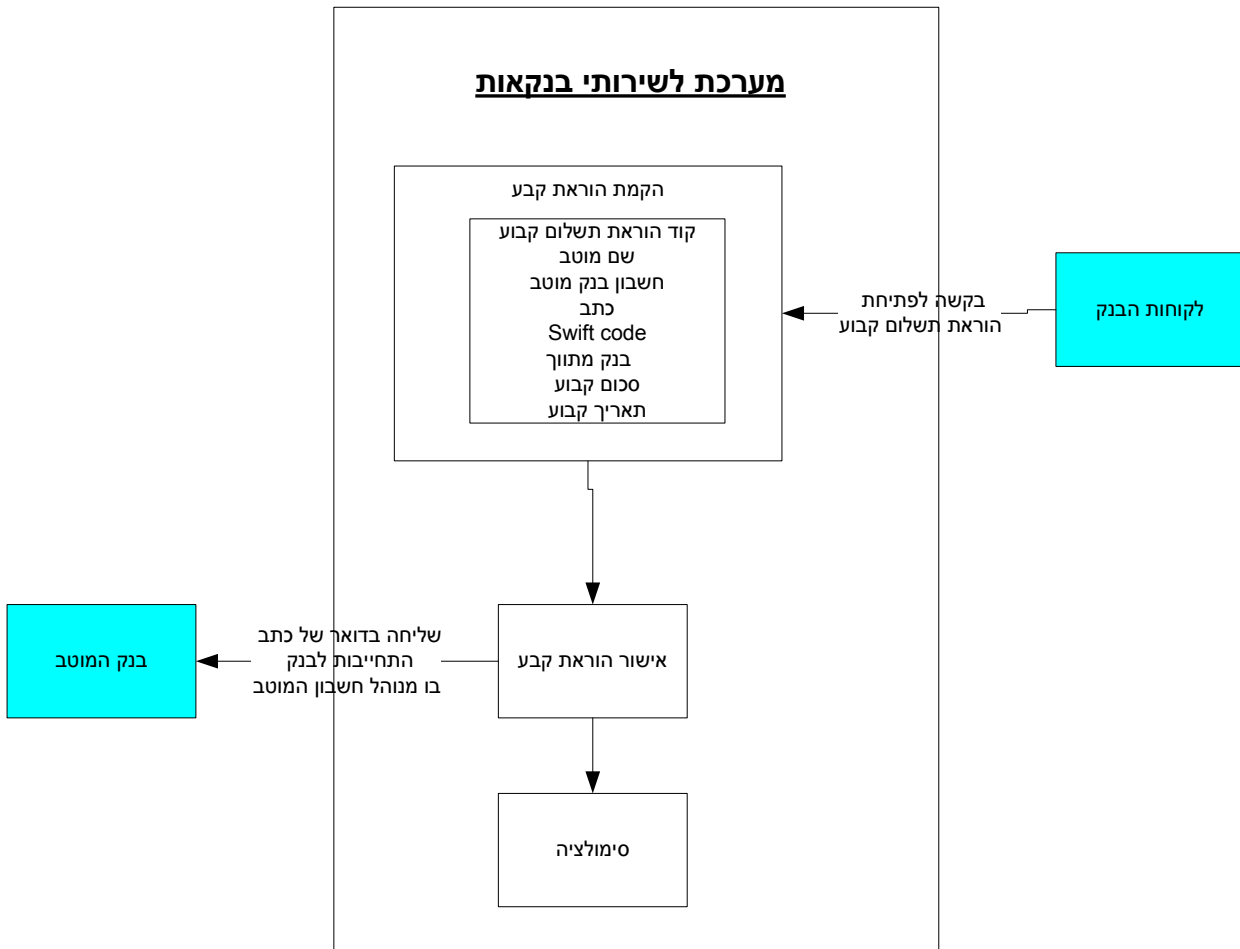 מערכת לשירותי בנקאות
הקמת הוראת קבע
קוד הוראת תשלום קבוע
שם מוטב
חשבון בנק מוטב
כתב
Swift code
בנק מתווך
סכום קבוע
תאריך קבוע
בקשה לפתיחת
הוראת תשלום קבוע
לקוחות הבנק
אישור הוראת קבע
שליחה בדואר של כתב
התחייבות לבנק
בו מנוהל חשבון המוטב
בנק המוטב
סימולציה